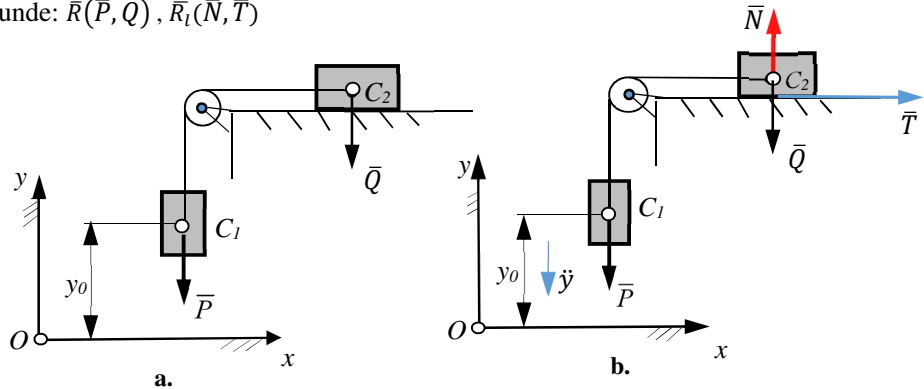 unde: R̄(P̄, Q) , R̄ₗ(N̄, T̄)
N̄
C₂
C₂
T̄
Q̄
Q̄
y
y
C₁
C₁
y₀
y₀
ÿ
P̄
P̄
O
x
O
x
a.
b.